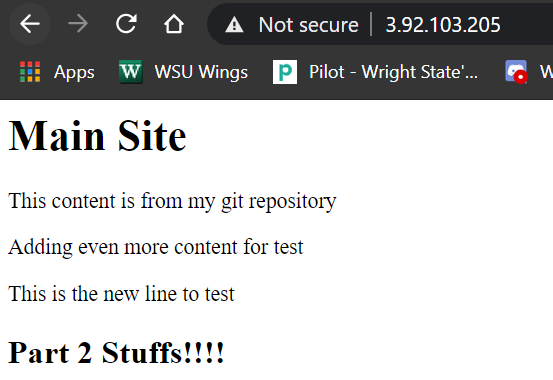 Not secure | 3.92.103.205
Apps WSU Wings Pilot - Wright State'... W
Main Site
This content is from my git repository
Adding even more content for test
This is the new line to test
Part 2 Stuffs!!!!